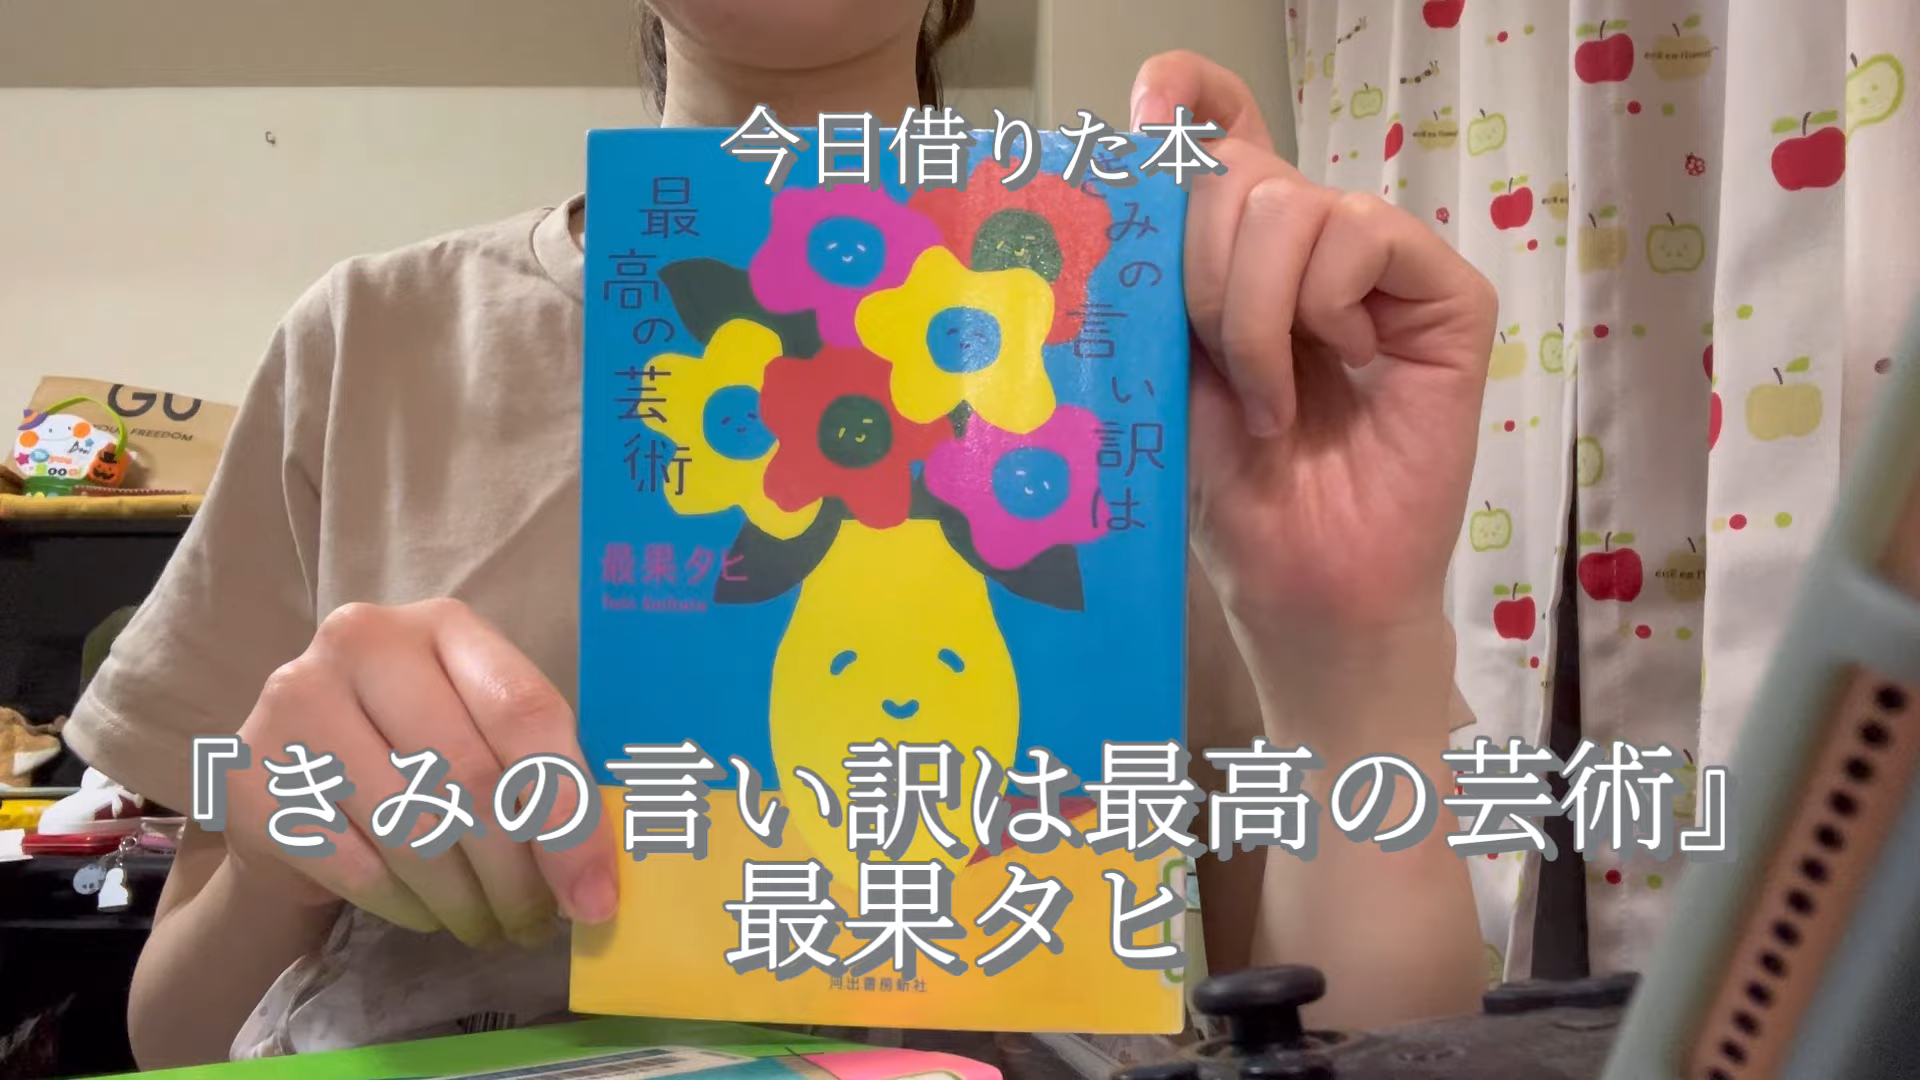 今日借りた本
きみの言い訳は
最高の芸術
最果タヒ
『きみの言い訳は最高の芸術』
最果タヒ
河出書房新社
GU
YOUR FREEDOM